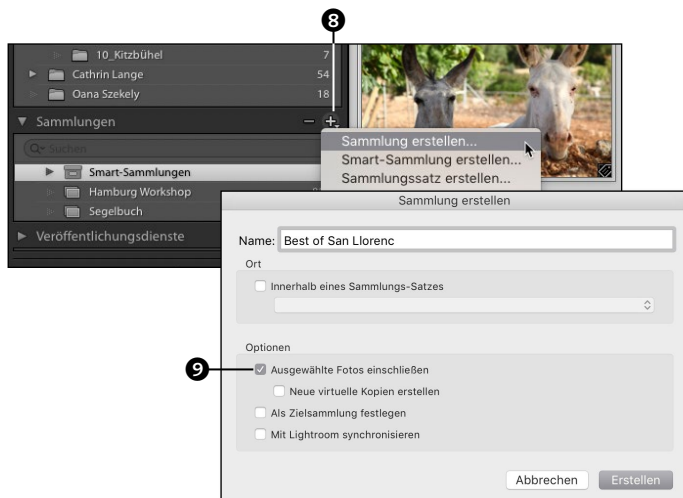 8
10_Kitzbühel 7
Cathrin Lange 54
Oana Szekely 18
Sammlungen
Suchen
Sammlung erstellen...
Smart-Sammlung erstellen...
Sammlungssatz erstellen...
Smart-Sammlungen
Hamburg Workshop
Segelbuch
Veröffentlichungsdienste
Sammlung erstellen
Name: Best of San Llorenc
Ort
Innerhalb eines Sammlungs-Satzes
Optionen
9
Ausgewählte Fotos einschließen
Neue virtuelle Kopien erstellen
Als Zielsammlung festlegen
Mit Lightroom synchronisieren
Abbrechen Erstellen